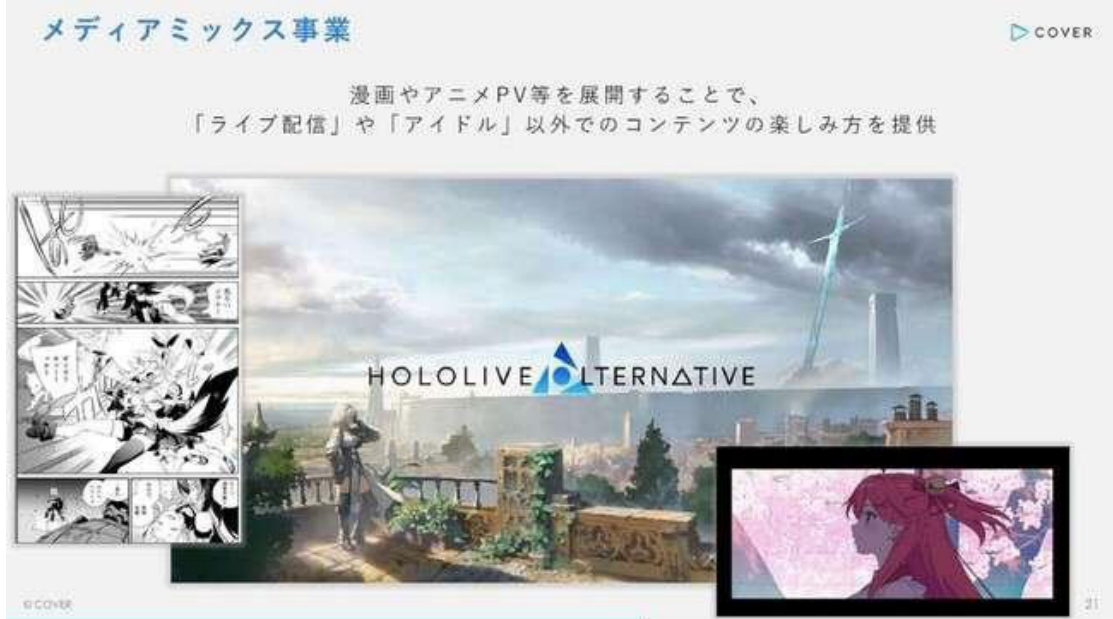 メディアミックス事業
COVER
漫画やアニメPV等を展開することで、
「ライブ配信」や「アイドル」以外でのコンテンツの楽しみ方を提供
HOLOLIVE ALTERNATIVE
© COVER
21